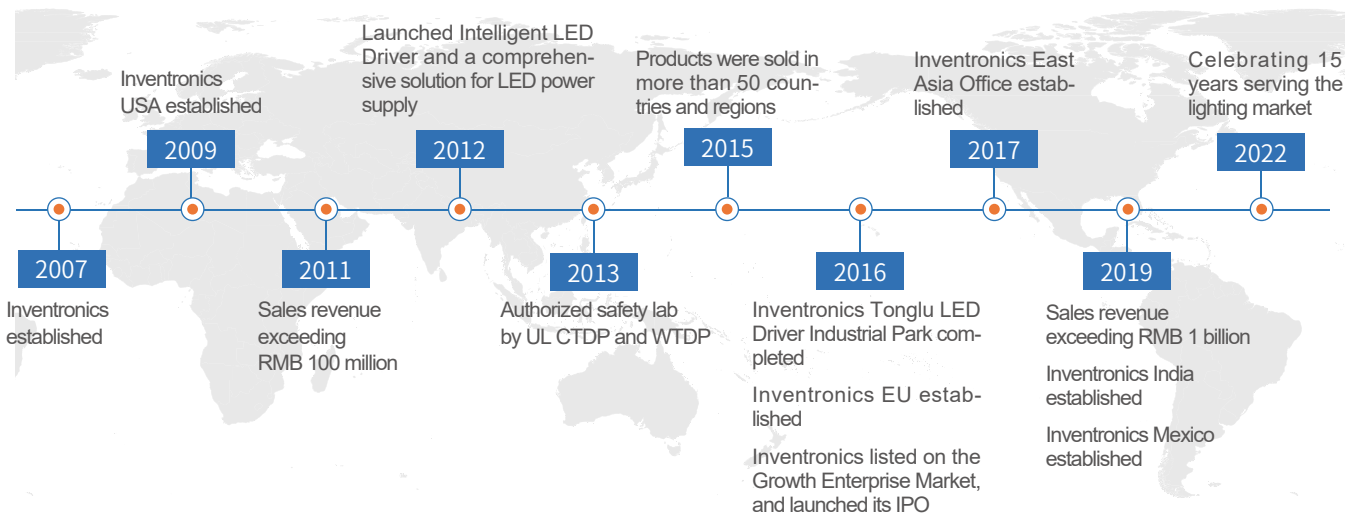 Inventronics
USA established
2009
Launched Intelligent LED
Driver and a comprehen-
sive solution for LED power
supply
2012
Products were sold in
more than 50 coun-
tries and regions
2015
Inventronics East
Asia Office estab-
lished
2017
Celebrating 15
years serving the
lighting market
2022
2007
Inventronics
established
2011
Sales revenue
exceeding
RMB 100 million
2013
Authorized safety lab
by UL CTDP and WTDP
2016
Inventronics Tonglu LED
Driver Industrial Park com-
pleted
Inventronics EU estab-
lished
Inventronics listed on the
Growth Enterprise Market,
and launched its IPO
2019
Sales revenue
exceeding RMB 1 billion
Inventronics India
established
Inventronics Mexico
established